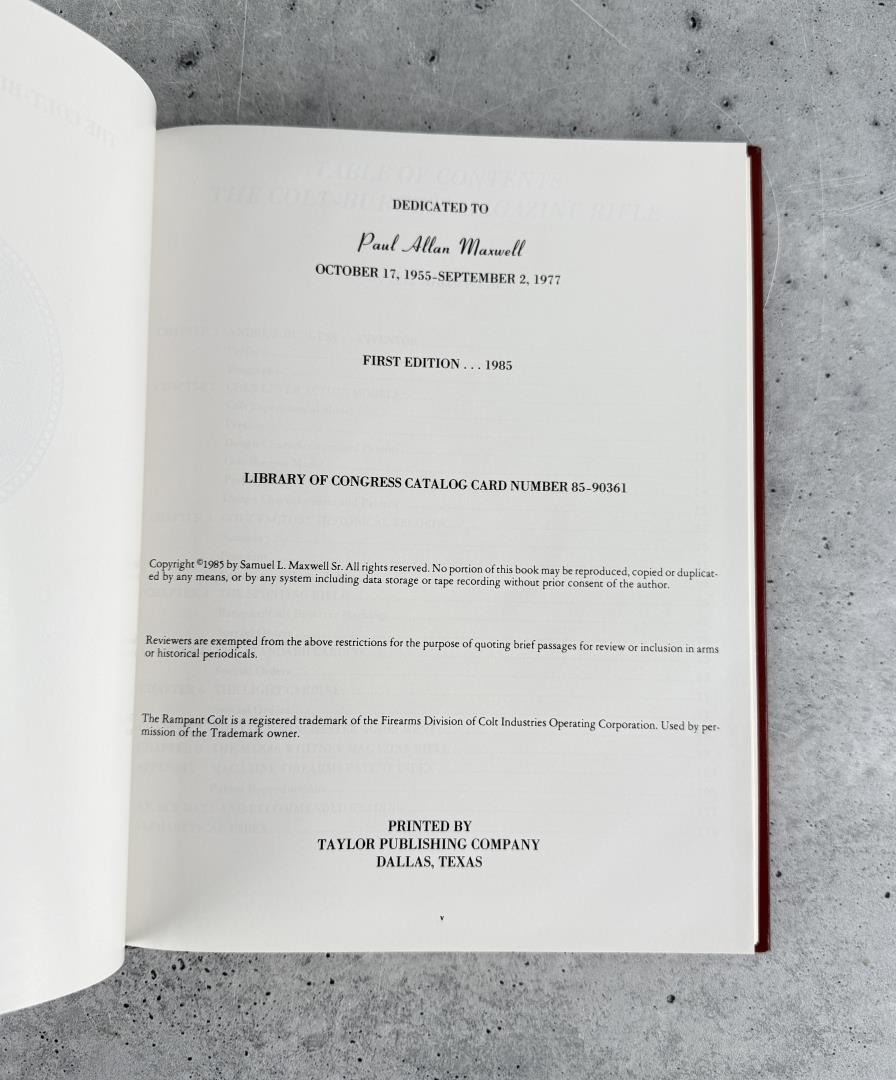 DEDICATED TO
Paul Allan Maxwell
OCTOBER 17, 1955-SEPTEMBER 2, 1977
FIRST EDITION . . . 1985
LIBRARY OF CONGRESS CATALOG CARD NUMBER 85-90361
Copyright ©1985 by Samuel L. Maxwell Sr. All rights reserved. No portion of this book may be reproduced, copied or duplicat-
ed by any means, or by any system including data storage or tape recording without prior consent of the author.
Reviewers are exempted from the above restrictions for the purpose of quoting brief passages for review or inclusion in arms
or historical periodicals.
The Rampant Colt is a registered trademark of the Firearms Division of Colt Industries Operating Corporation. Used by per-
mission of the Trademark owner.
PRINTED BY
TAYLOR PUBLISHING COMPANY
DALLAS, TEXAS
v